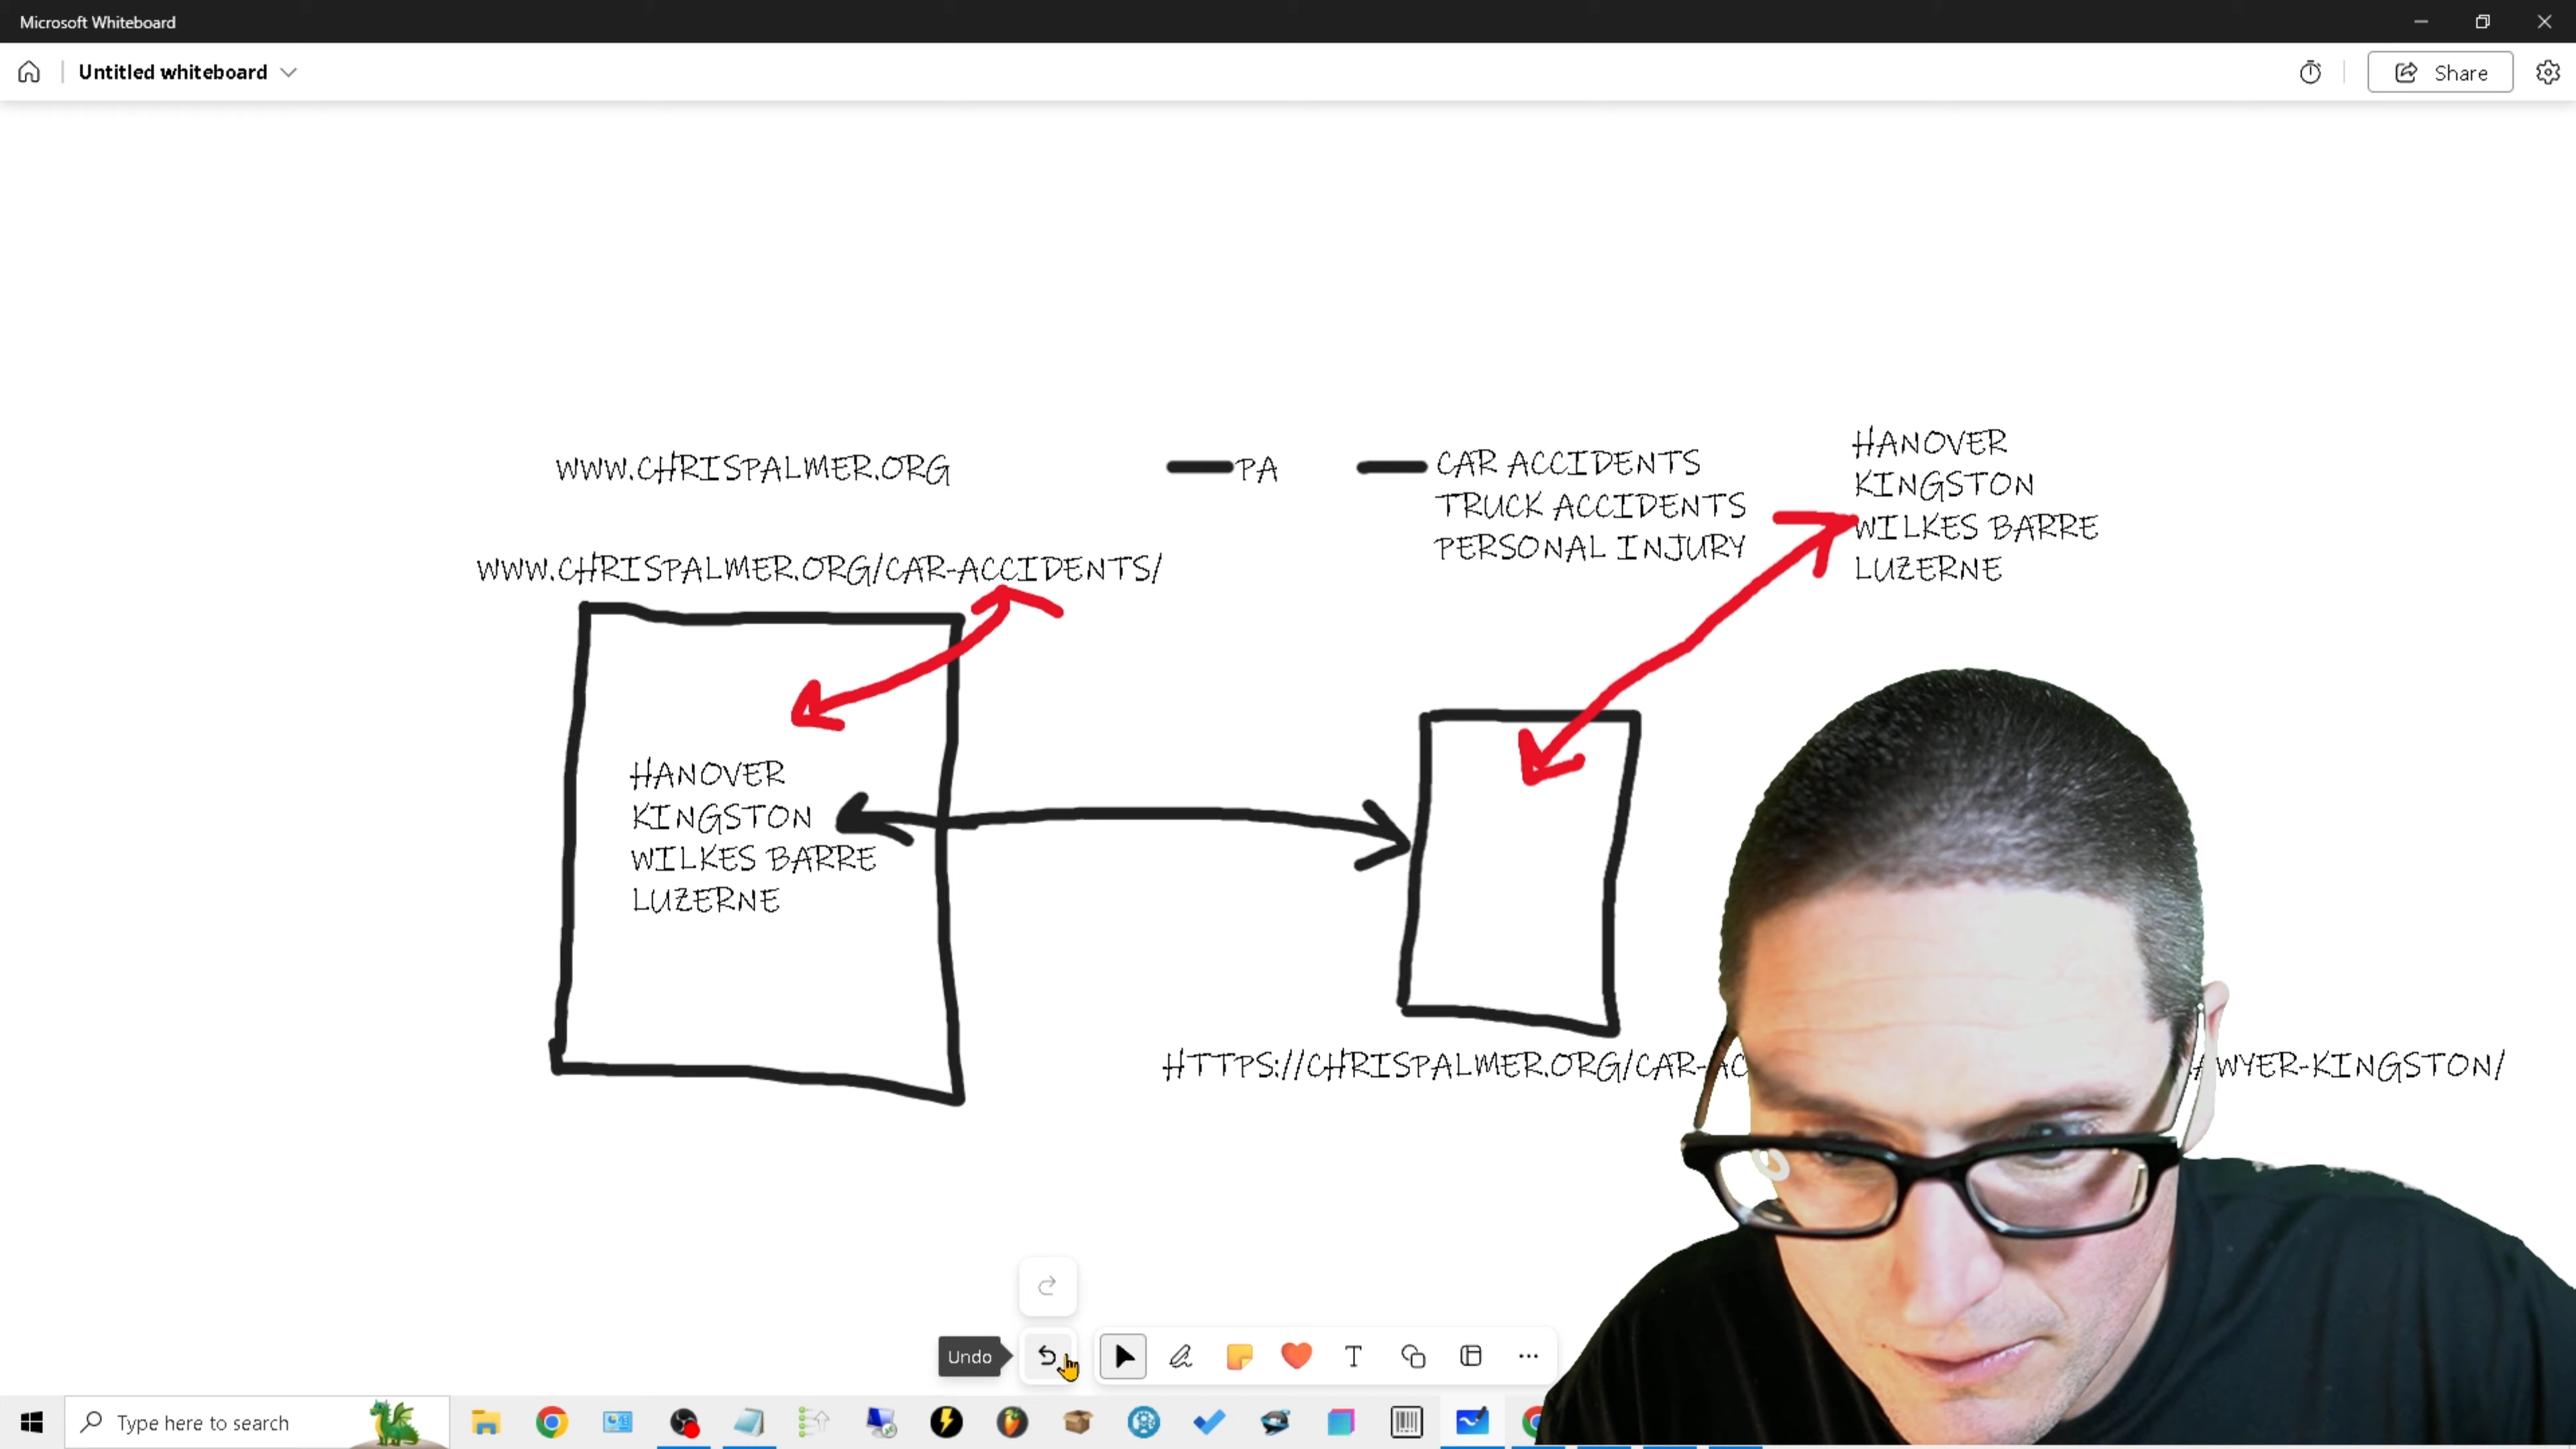 Microsoft Whiteboard
Untitled whiteboard
Share
WWW.CHRISPALMER.ORG
PA
CAR ACCIDENTS
TRUCK ACCIDENTS
PERSONAL INJURY
HANOVER
KINGSTON
WILKES BARRE
LUZERNE
WWW.CHRISPALMER.ORG/CAR-ACCIDENTS/
HANOVER
KINGSTON
WILKES BARRE
LUZERNE
HTTPS://CHRISPALMER.ORG/CAR-AC WYER-KINGSTON/
Undo
Type here to search